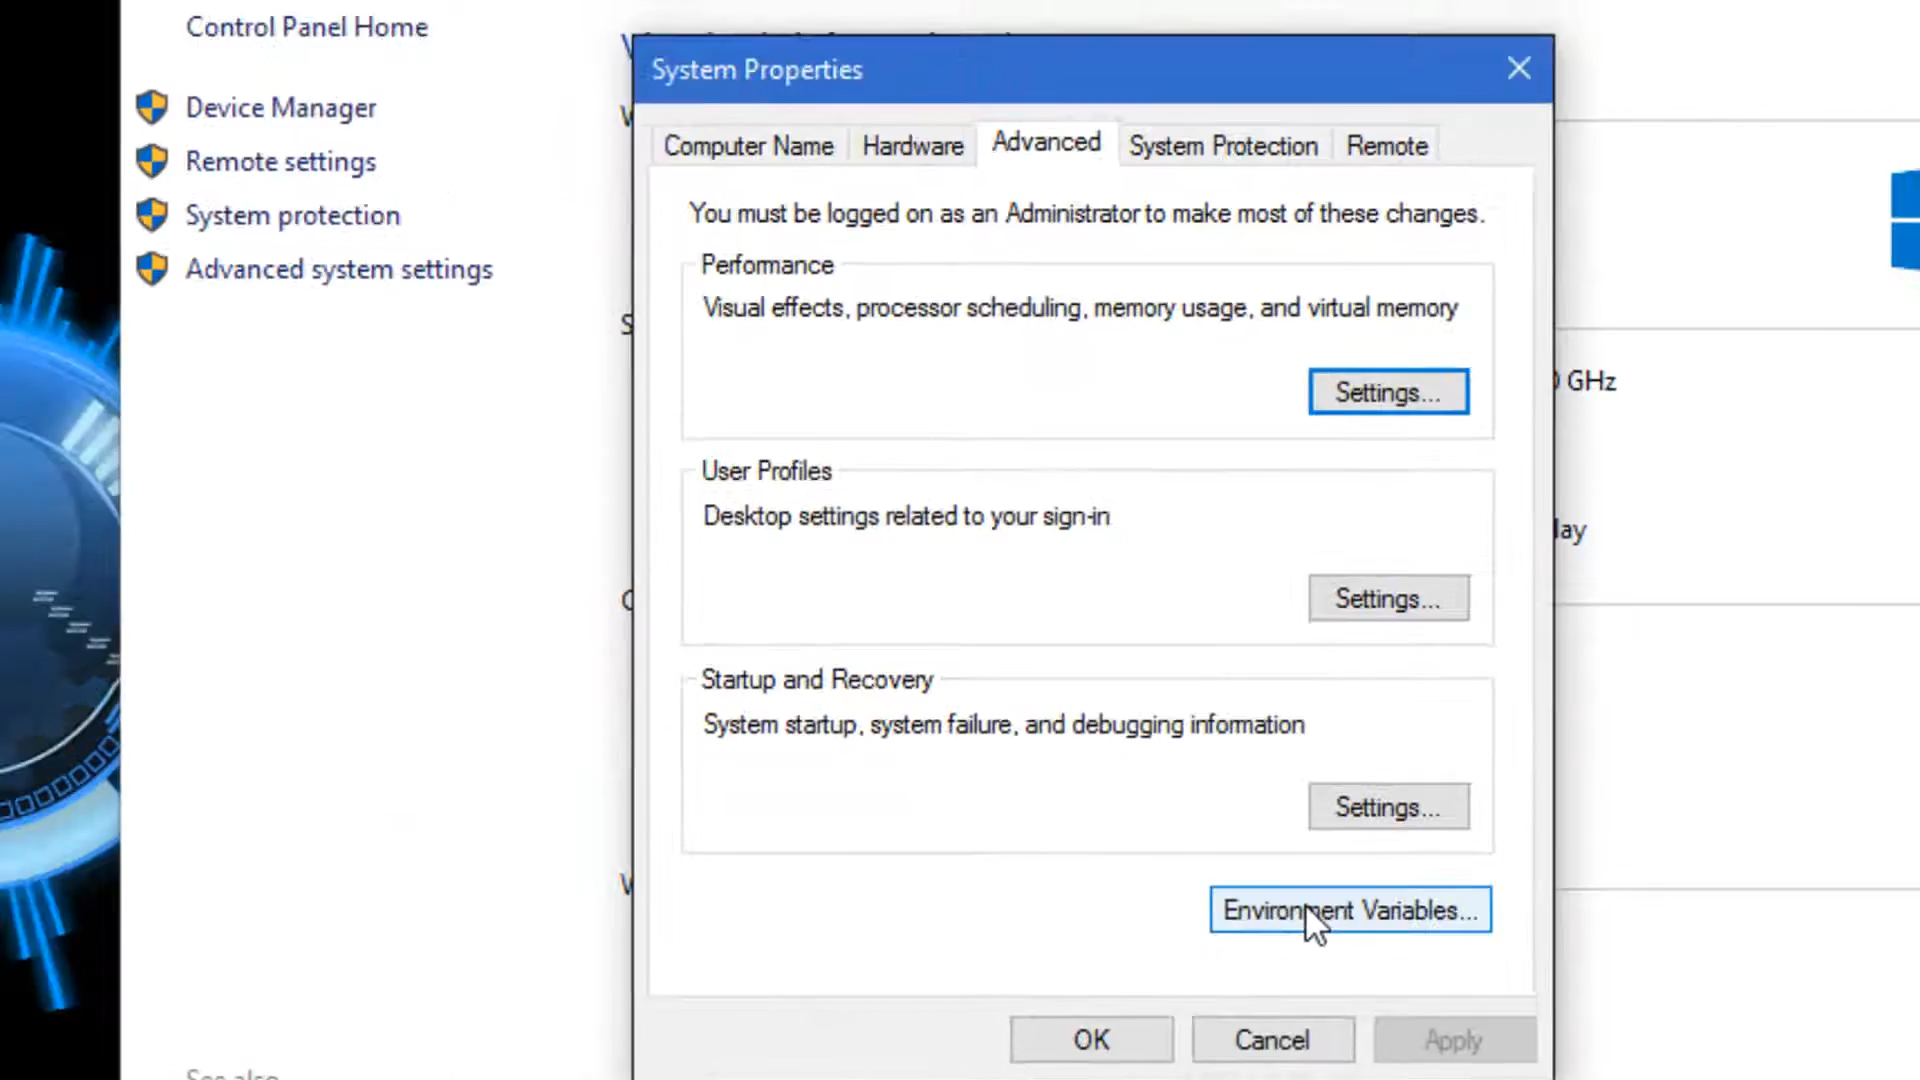 Control Panel Home
Device Manager
Remote settings
System protection
Advanced system settings
System Properties
Computer Name
Hardware
Advanced
System Protection
Remote
You must be logged on as an Administrator to make most of these changes.
Performance
Visual effects, processor scheduling, memory usage, and virtual memory
Settings...
User Profiles
Desktop settings related to your sign-in
Settings...
Startup and Recovery
System startup, system failure, and debugging information
Settings...
Environment Variables...
OK
Cancel
Apply
GHz
See also